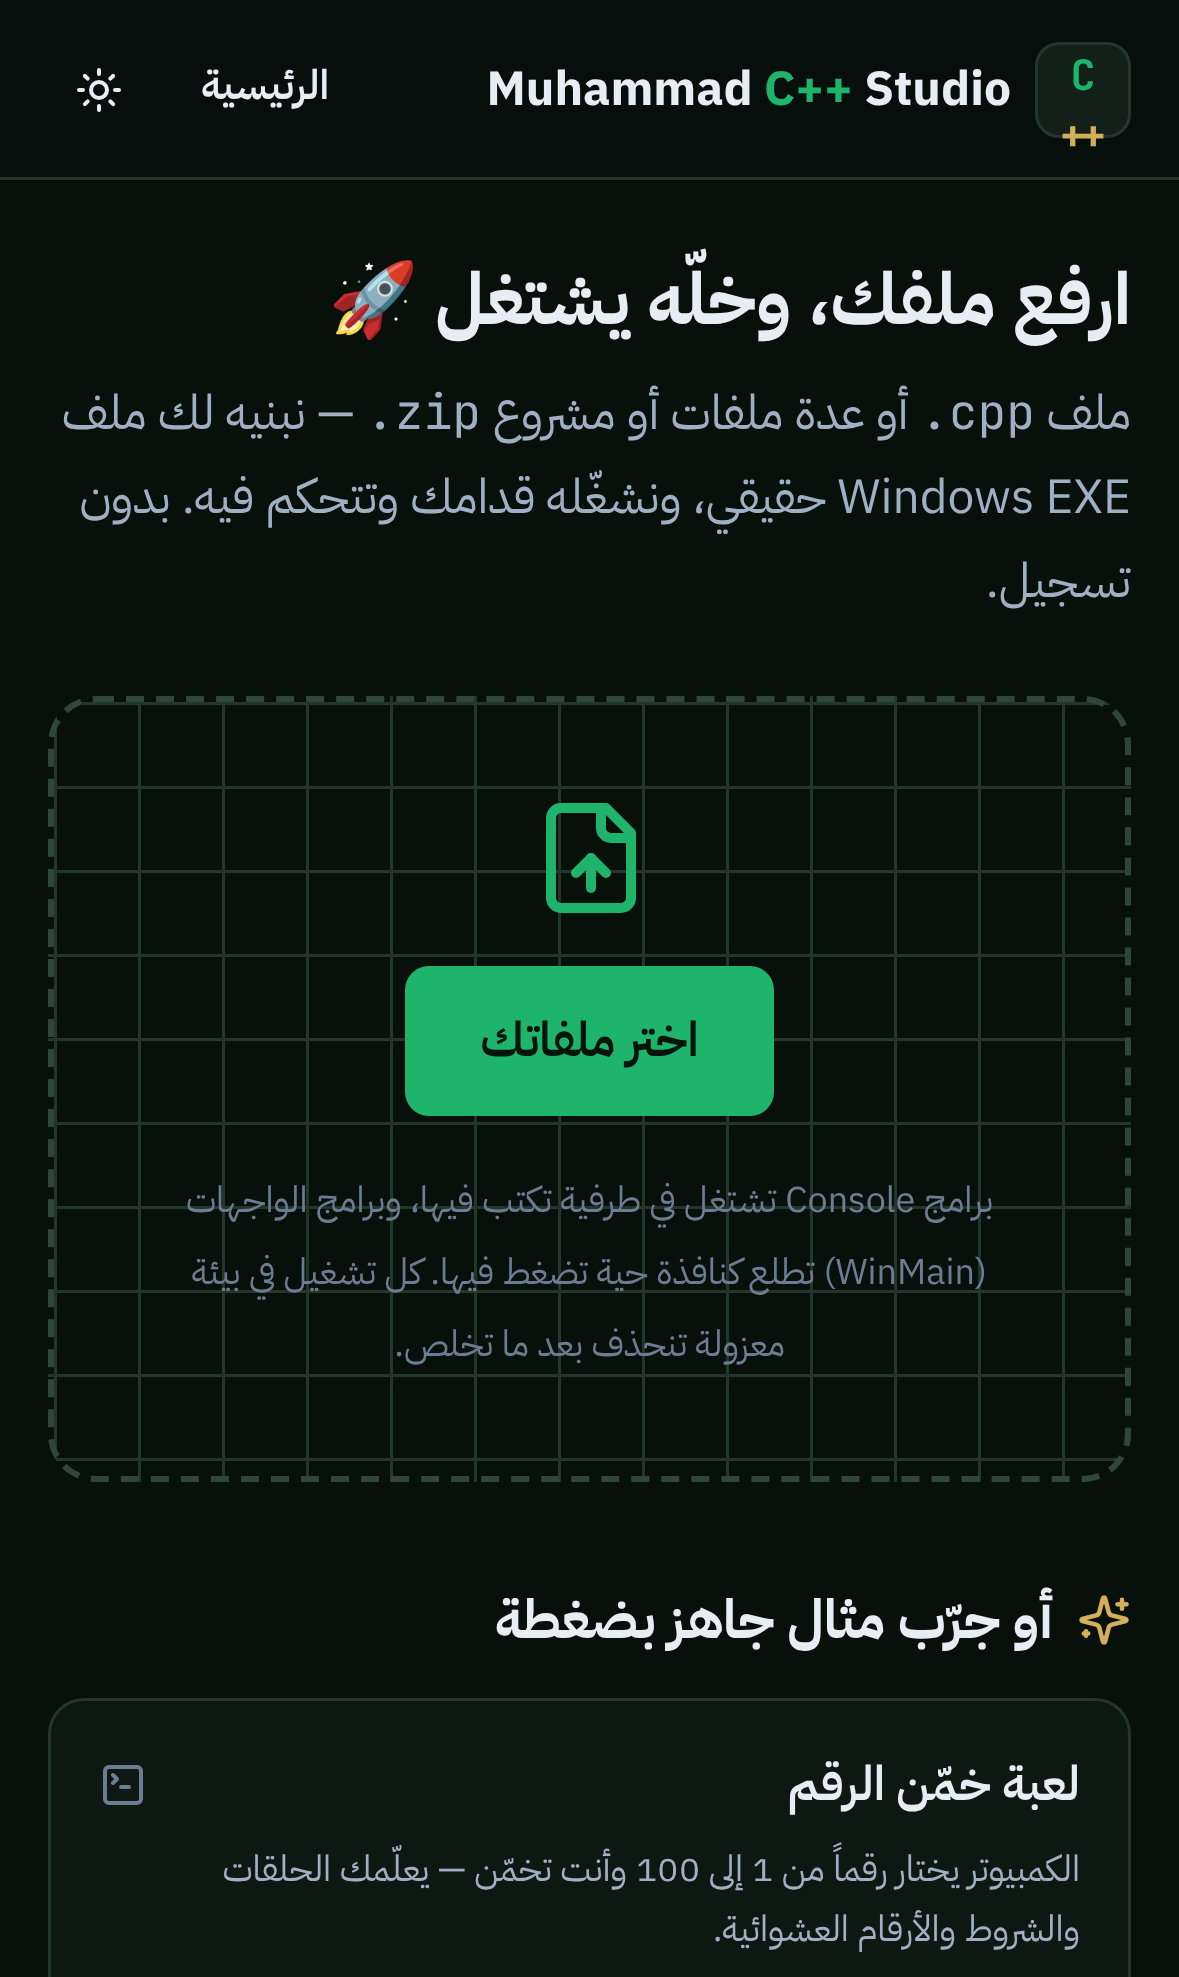 C
++
Muhammad C++ Studio
الرئيسية
ارفع ملفك، وخلّه يشتغل 🚀
ملف .cpp أو عدة ملفات أو مشروع .zip — نبنيه لك ملف
Windows EXE حقيقي، ونشغّله قدامك وتتحكم فيه. بدون
تسجيل.
اختر ملفاتك
برامج Console تشتغل في طرفية تكتب فيها، وبرامج الواجهات
(WinMain) تطلع كنافذة حية تضغط فيها. كل تشغيل في بيئة
معزولة تنحذف بعد ما تخلص.
أو جرّب مثال جاهز بضغطة
لعبة خمّن الرقم
الكمبيوتر يختار رقماً من 1 إلى 100 وأنت تخمّن — يعلّمك الحلقات
والشروط والأرقام العشوائية.